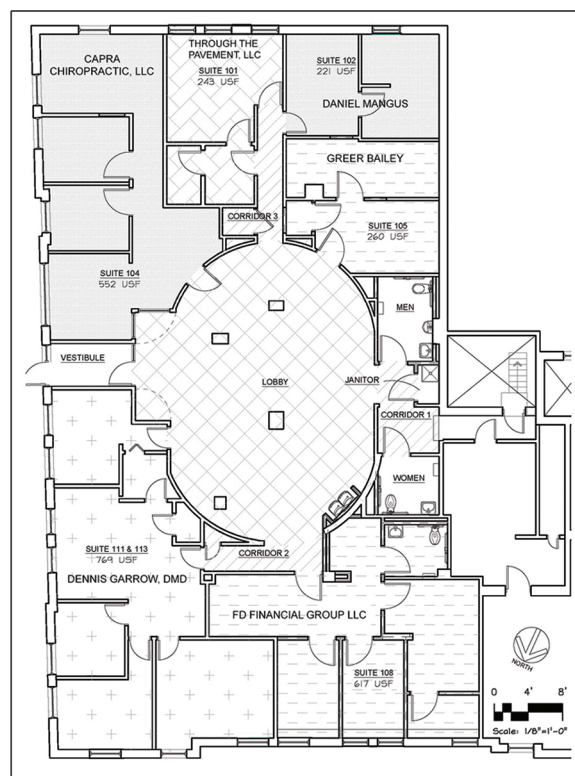 CAPRA
CHIROPRACTIC, LLC
THROUGH THE
PAVEMENT, LLC
SUITE 101
243 USF
SUITE 102
221 USF
DANIEL MANGUS
GREER BAILEY
CORRIDOR 3
SUITE 105
260 USF
SUITE 104
552 USF
MEN
VESTIBULE
LOBBY
JANITOR
CORRIDOR 1
WOMEN
SUITE 111 & 113
769 USF
DENNIS GARROW, DMD
CORRIDOR 2
FD FINANCIAL GROUP LLC
SUITE 108
617 USF
NORTH
0 4' 8'
Scale: 1/8"=1'-0"